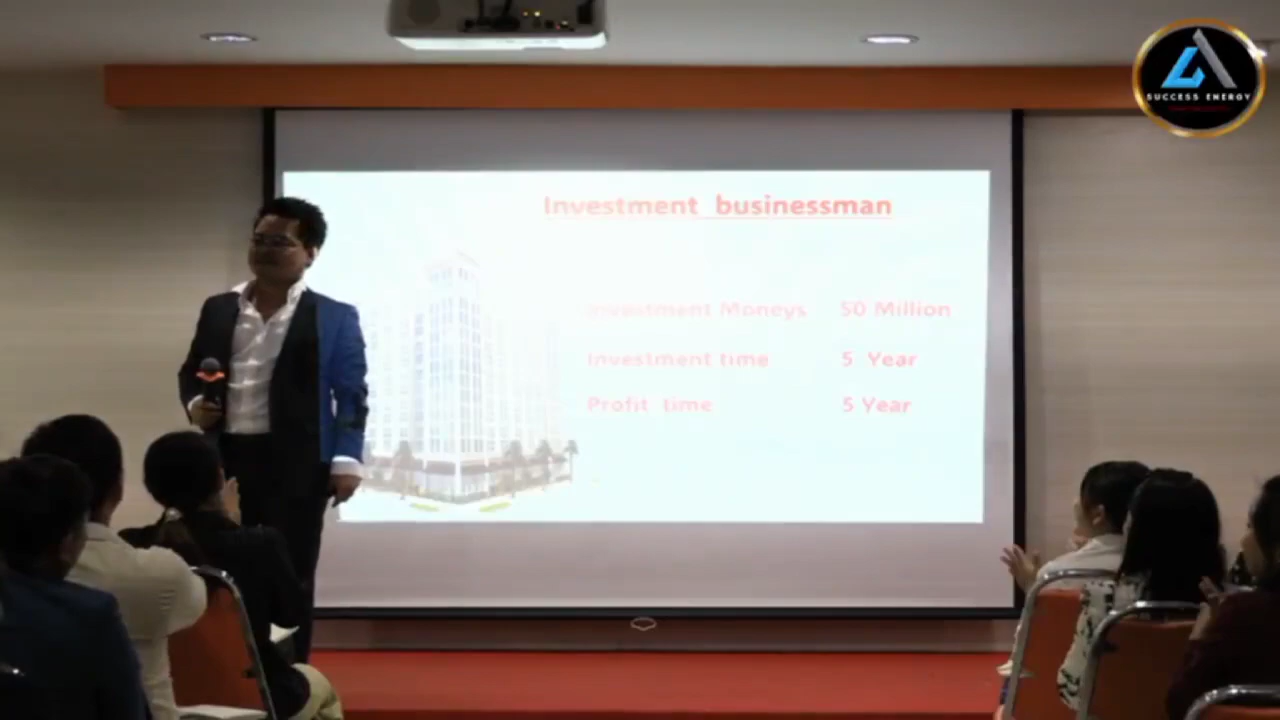 SUCCESS ENERGY
Investment businessman
Investment Moneys 50 Million
Investment time 5 Year
Profit time 5 Year